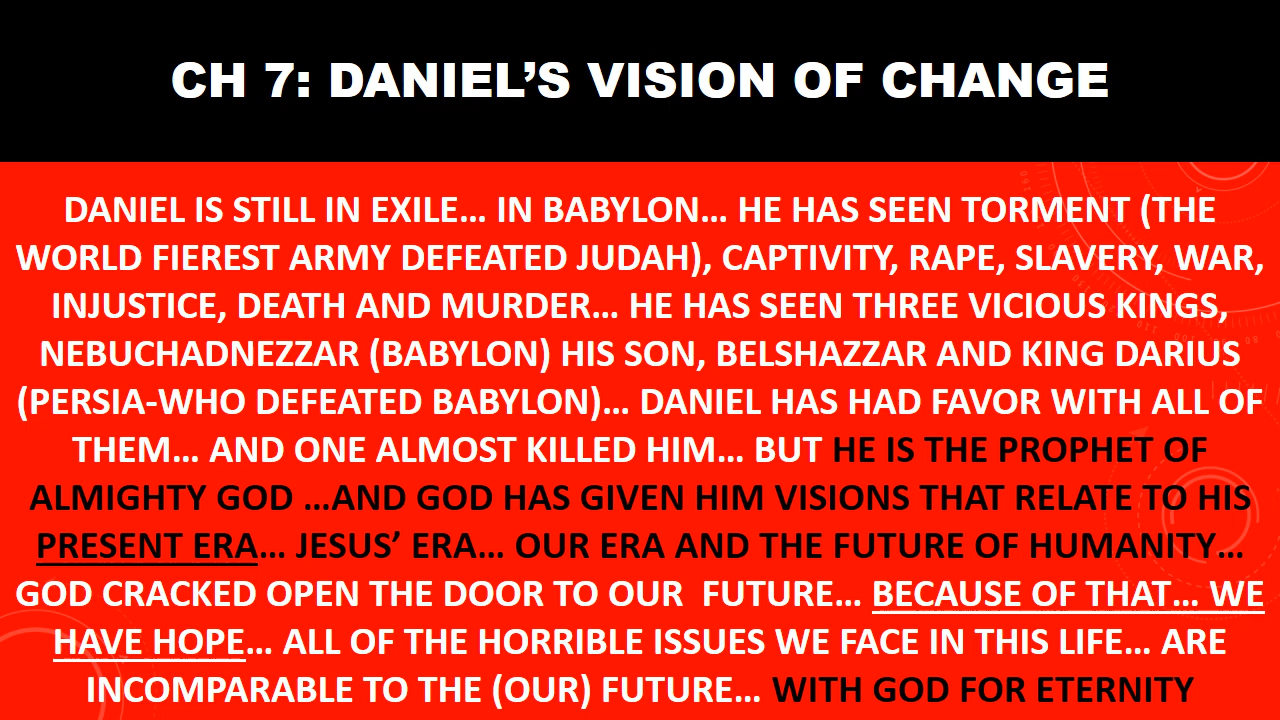 CH 7: DANIEL’S VISION OF CHANGE
DANIEL IS STILL IN EXILE… IN BABYLON… HE HAS SEEN TORMENT (THE
WORLD FIEREST ARMY DEFEATED JUDAH), CAPTIVITY, RAPE, SLAVERY, WAR,
INJUSTICE, DEATH AND MURDER… HE HAS SEEN THREE VICIOUS KINGS,
NEBUCHADNEZZAR (BABYLON) HIS SON, BELSHAZZAR AND KING DARIUS
(PERSIA-WHO DEFEATED BABYLON)… DANIEL HAS HAD FAVOR WITH ALL OF
THEM… AND ONE ALMOST KILLED HIM… BUT HE IS THE PROPHET OF
ALMIGHTY GOD …AND GOD HAS GIVEN HIM VISIONS THAT RELATE TO HIS
PRESENT ERA… JESUS’ ERA… OUR ERA AND THE FUTURE OF HUMANITY…
GOD CRACKED OPEN THE DOOR TO OUR  FUTURE… BECAUSE OF THAT… WE
HAVE HOPE… ALL OF THE HORRIBLE ISSUES WE FACE IN THIS LIFE… ARE
INCOMPARABLE TO THE (OUR) FUTURE… WITH GOD FOR ETERNITY